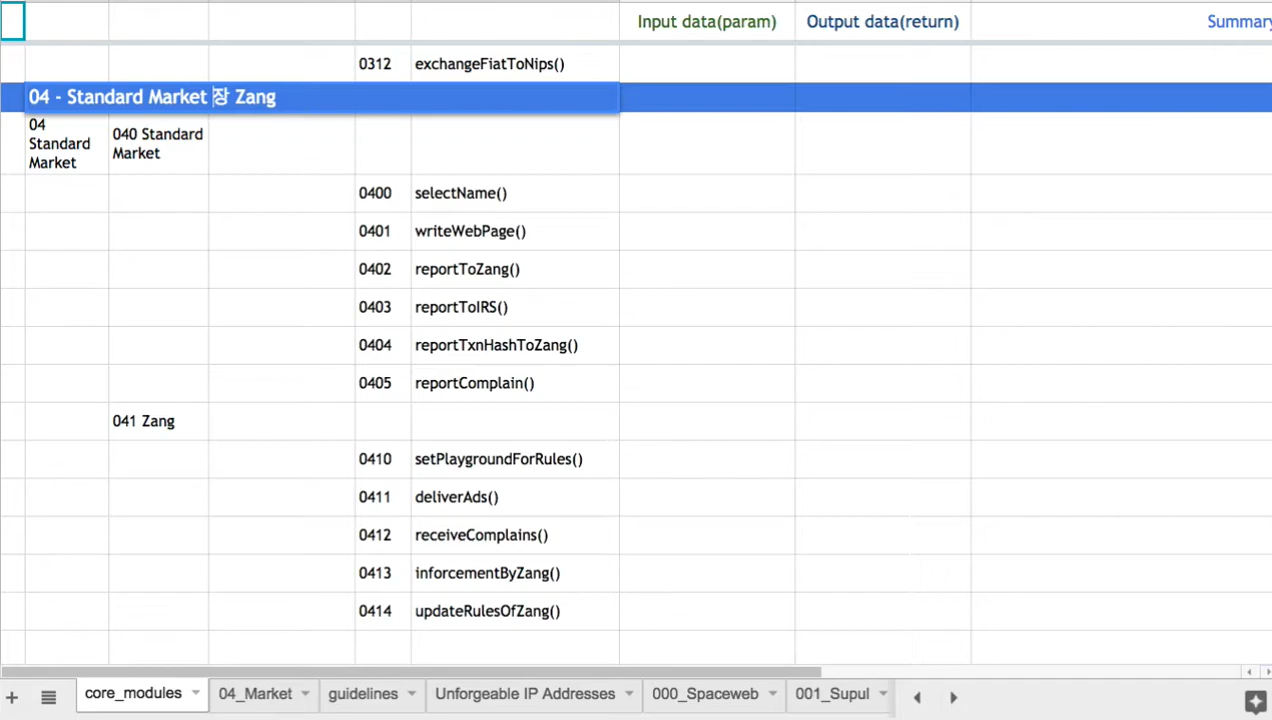 Input data(param) Output data(return) Summary
0312 exchangeFiatToNips()
04 - Standard Market 장 Zang
04 Standard Market
040 Standard Market
0400 selectName()
0401 writeWebPage()
0402 reportToZang()
0403 reportToIRS()
0404 reportTxnHashToZang()
0405 reportComplain()
041 Zang
0410 setPlaygroundForRules()
0411 deliverAds()
0412 receiveComplains()
0413 inforcementByZang()
0414 updateRulesOfZang()
core_modules 04_Market guidelines Unforgeable IP Addresses 000_Spaceweb 001_Supul